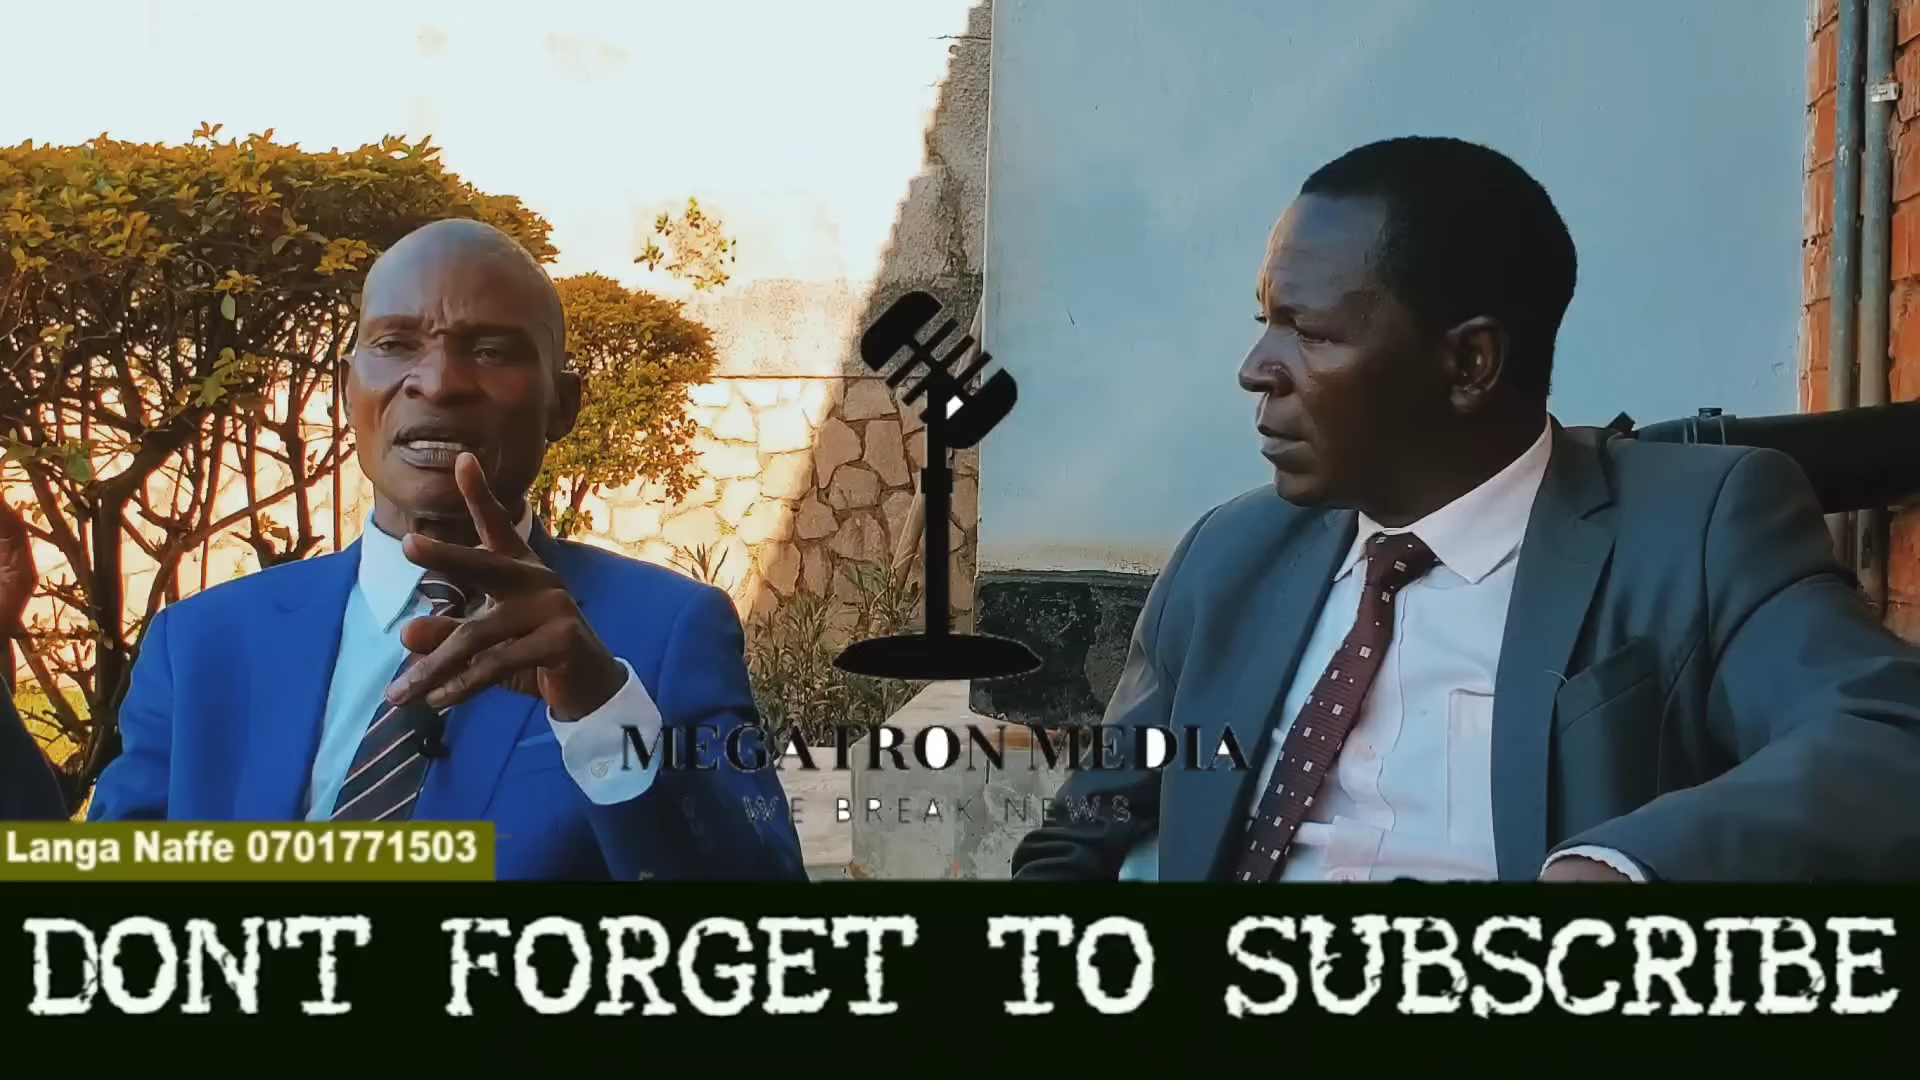 MEGATRON MEDIA
WE BREAK NEWS
Langa Naffe 0701771503
DON'T FORGET TO SUBSCRIBE